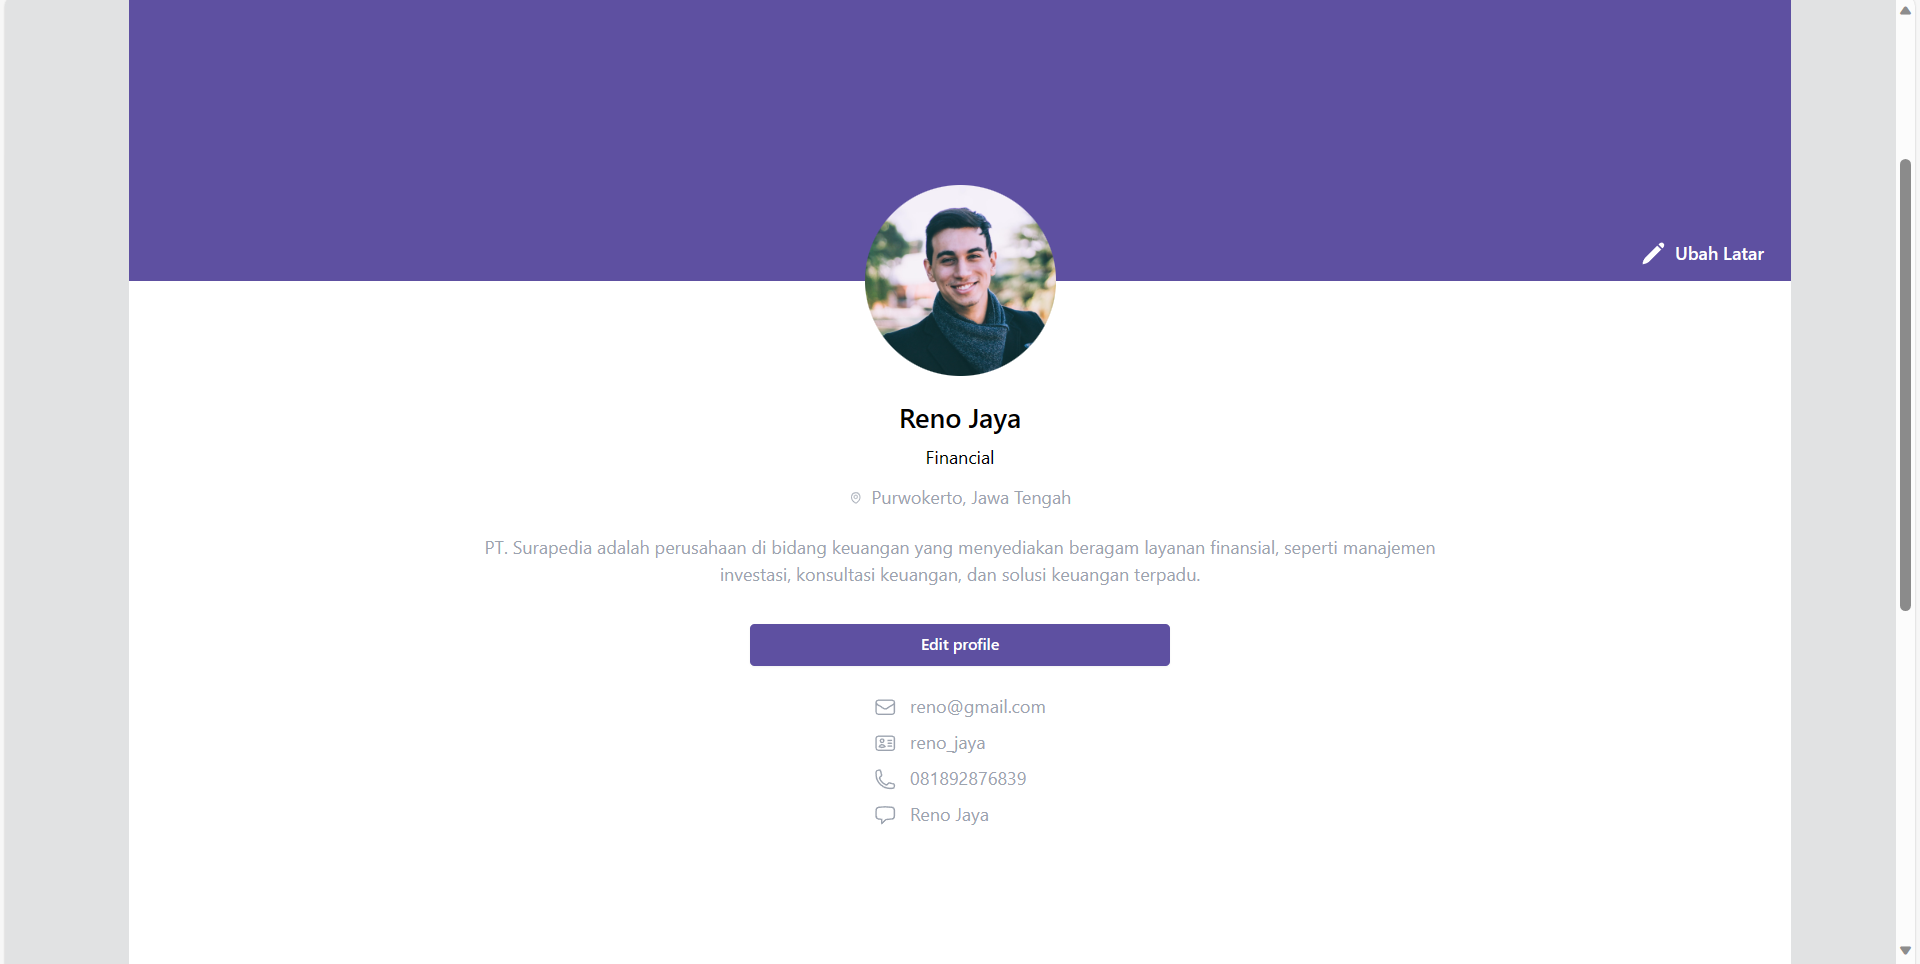 Ubah Latar
Reno Jaya
Financial
Purwokerto, Jawa Tengah
PT. Surapedia adalah perusahaan di bidang keuangan yang menyediakan beragam layanan finansial, seperti manajemen
investasi, konsultasi keuangan, dan solusi keuangan terpadu.
Edit profile
reno@gmail.com
reno_jaya
081892876839
Reno Jaya